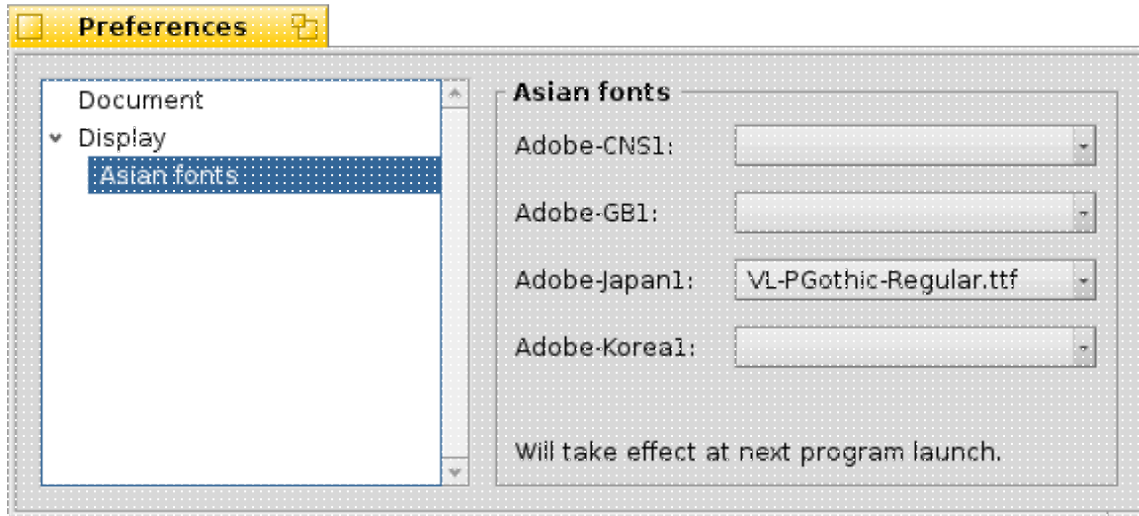 Preferences
Document
Display
Asian fonts
Asian fonts
Adobe-CNS1:
Adobe-GB1:
Adobe-Japan1: VL-PGothic-Regular.ttf
Adobe-Korea1:
Will take effect at next program launch.